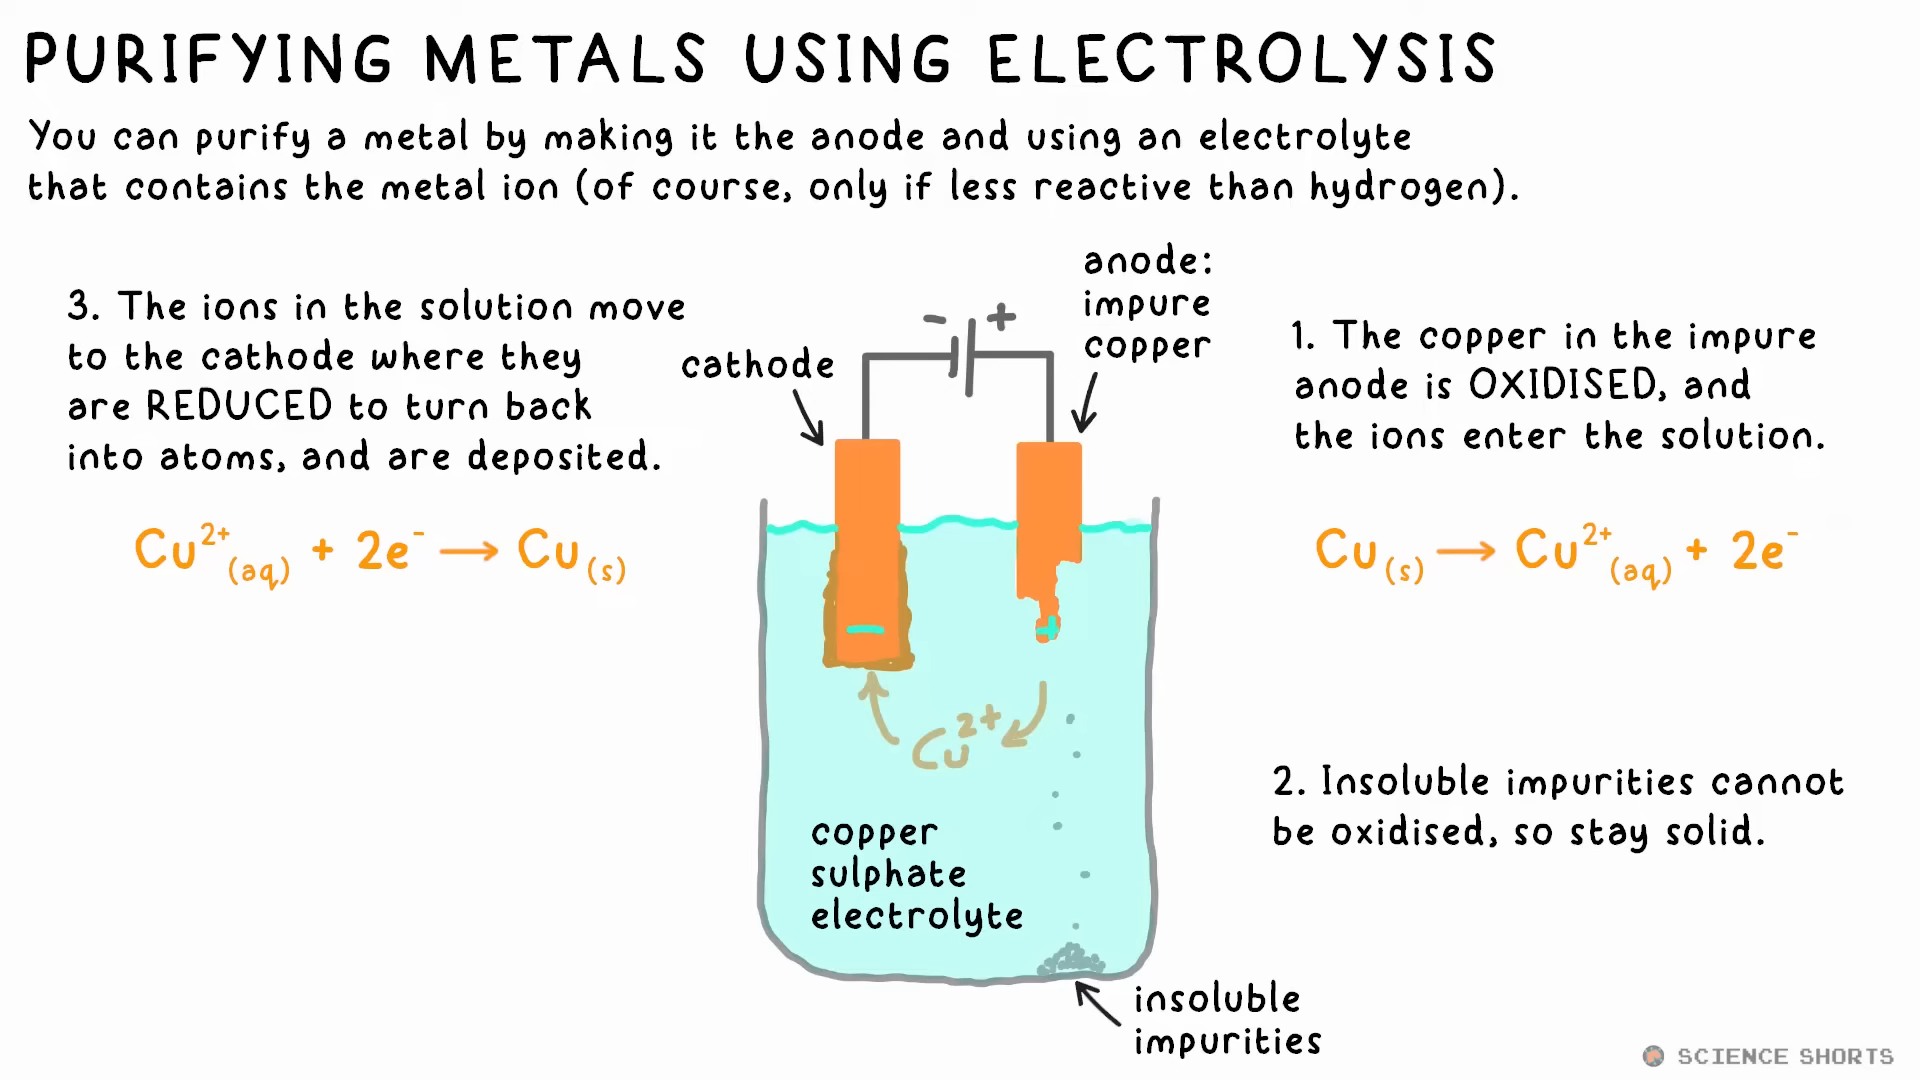 PURIFYING METALS USING ELECTROLYSIS
You can purify a metal by making it the anode and using an electrolyte
that contains the metal ion (of course, only if less reactive than hydrogen).
3. The ions in the solution move
to the cathode where they
are REDUCED to turn back
into atoms, and are deposited.
Cu²⁺(aq) + 2e⁻ → Cu(s)
cathode
- +
anode:
impure
copper
1. The copper in the impure
anode is OXIDISED, and
the ions enter the solution.
Cu(s) → Cu²⁺(aq) + 2e⁻
- +
Cu²⁺
copper
sulphate
electrolyte
2. Insoluble impurities cannot
be oxidised, so stay solid.
insoluble
impurities
SCIENCE SHORTS